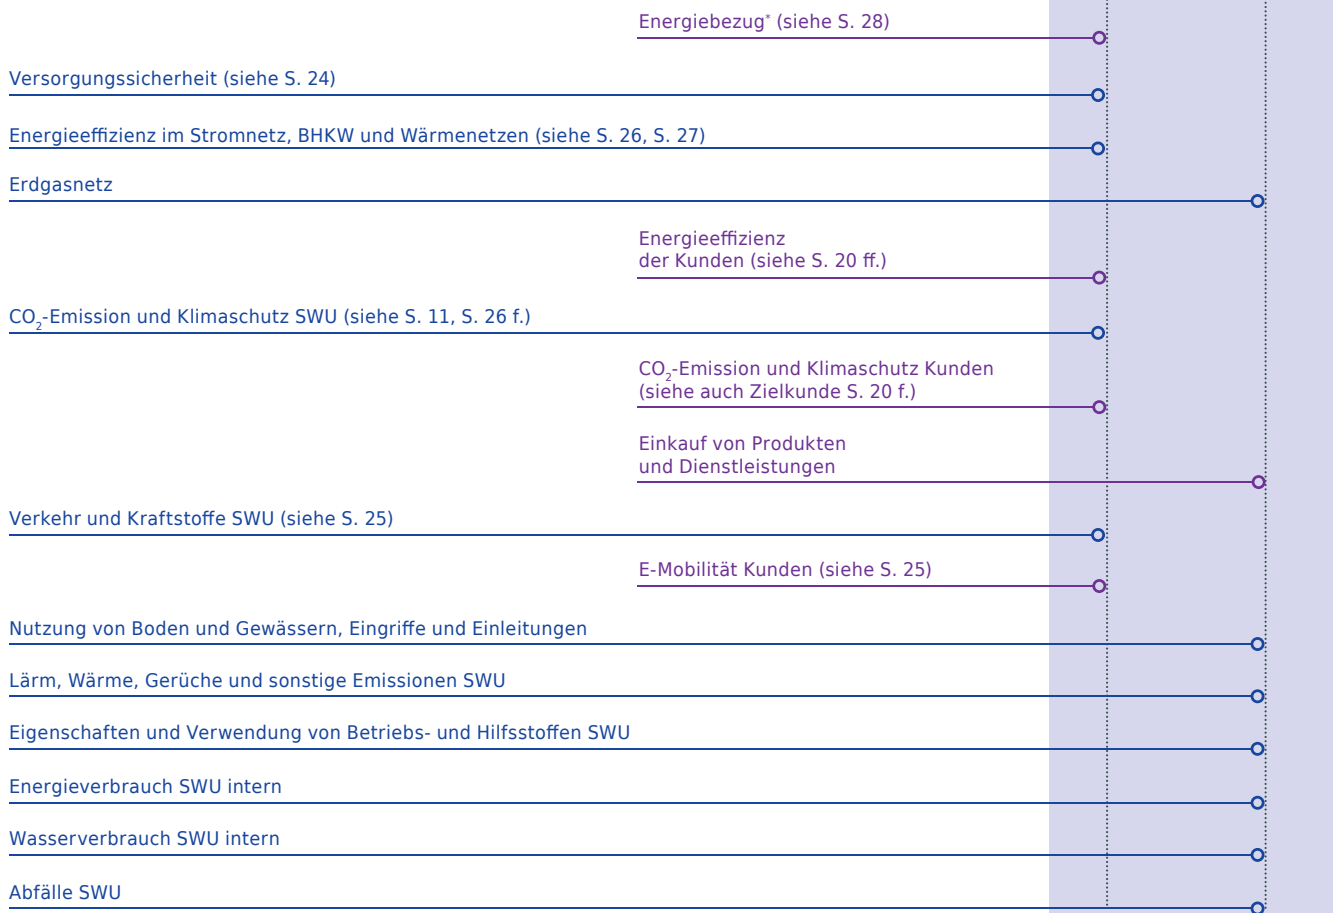 Energiebezug* (siehe S. 28)
Versorgungssicherheit (siehe S. 24)
Energieeffizienz im Stromnetz, BHKW und Wärmenetzen (siehe S. 26, S. 27)
Erdgasnetz
Energieeffizienz
der Kunden (siehe S. 20 ff.)
CO₂-Emission und Klimaschutz SWU (siehe S. 11, S. 26 f.)
CO₂-Emission und Klimaschutz Kunden
(siehe auch Zielkunde S. 20 f.)
Einkauf von Produkten
und Dienstleistungen
Verkehr und Kraftstoffe SWU (siehe S. 25)
E-Mobilität Kunden (siehe S. 25)
Nutzung von Boden und Gewässern, Eingriffe und Einleitungen
Lärm, Wärme, Gerüche und sonstige Emissionen SWU
Eigenschaften und Verwendung von Betriebs- und Hilfsstoffen SWU
Energieverbrauch SWU intern
Wasserverbrauch SWU intern
Abfälle SWU